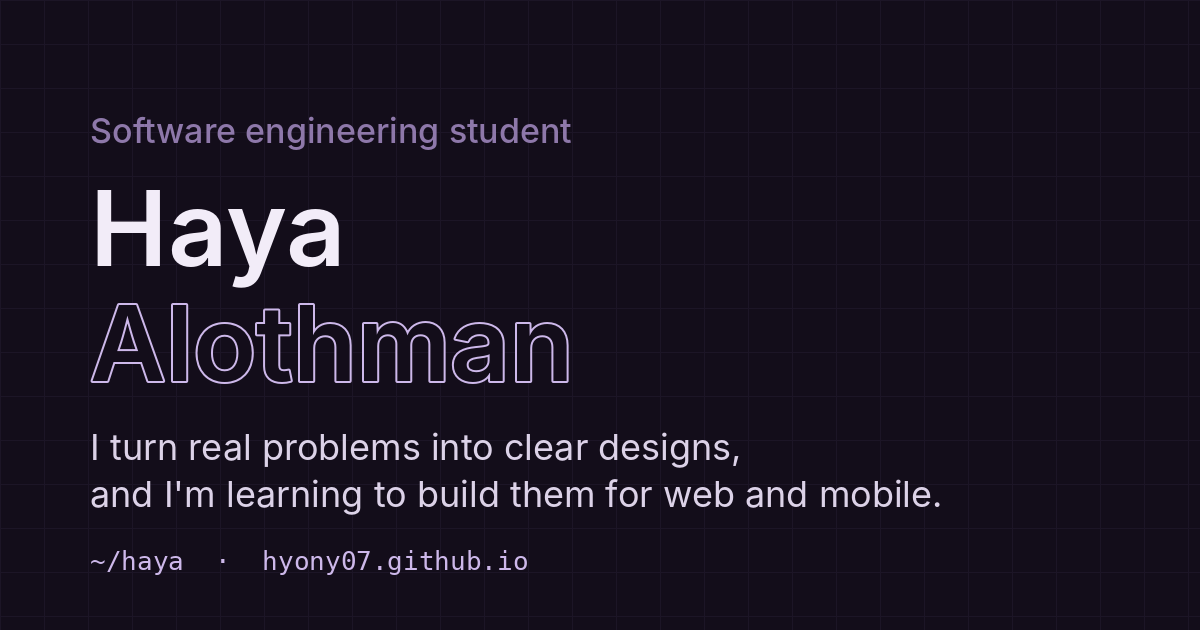 Software engineering student
Haya
Alothman
I turn real problems into clear designs,
and I'm learning to build them for web and mobile.
~/haya · hyony07.github.io